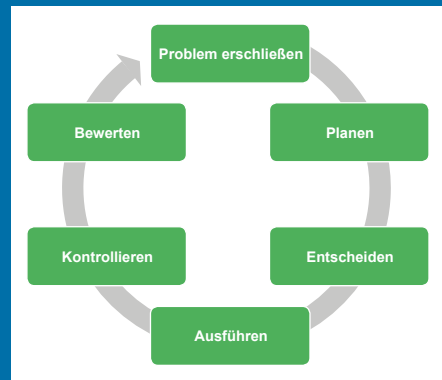 Problem erschließen
Planen
Entscheiden
Ausführen
Kontrollieren
Bewerten